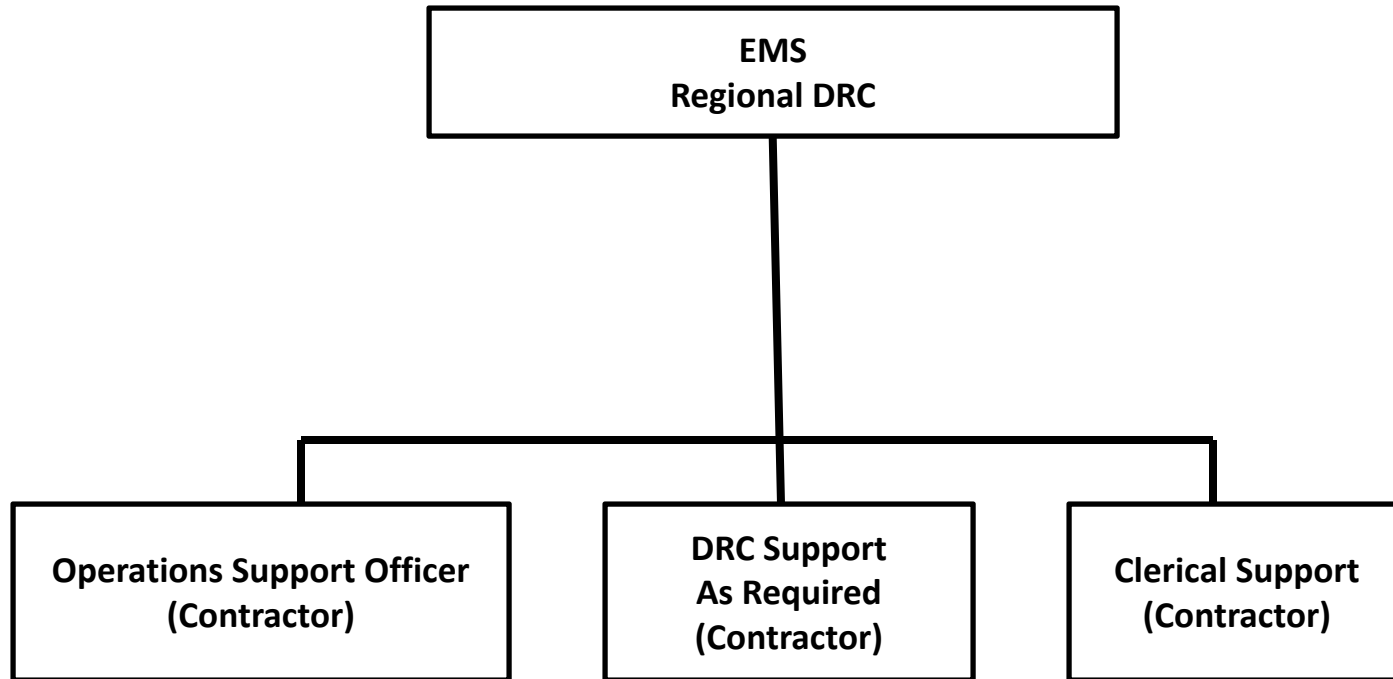 EMS
Regional DRC
Operations Support Officer
(Contractor)
DRC Support
As Required
(Contractor)
Clerical Support
(Contractor)